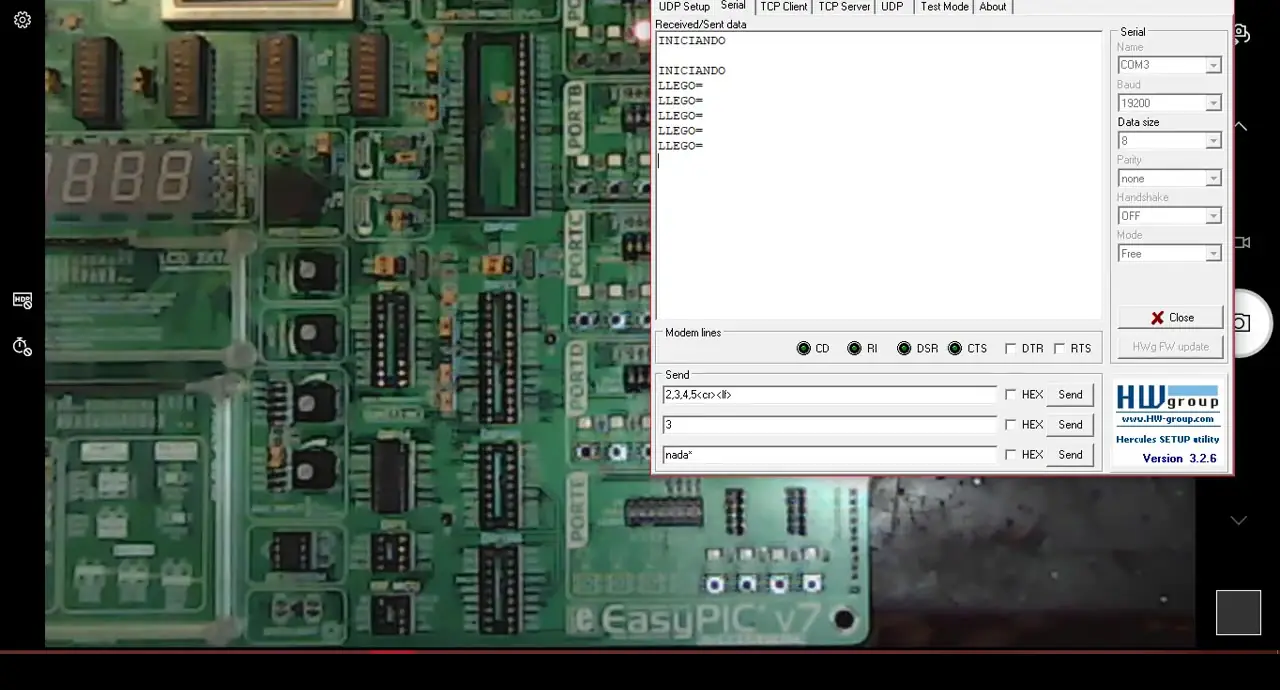 UDP Setup Serial TCP Client TCP Server UDP Test Mode About
Received/Sent data
INICIANDO
INICIANDO
LLEGO=
LLEGO=
LLEGO=
LLEGO=
LLEGO=
Serial
Name
COM3
Baud
19200
Data size
8
Parity
none
Handshake
OFF
Mode
Free
Close
HWg FW update
Modem lines
CD RI DSR CTS DTR RTS
Send
2,3,4,5<cr><lf> HEX Send
3 HEX Send
nada* HEX Send
HW group
www.HW-group.com
Hercules SETUP utility
Version 3.2.6
PORTB
PORTC
PORTD
PORTE
888
HDR
EasyPIC v7